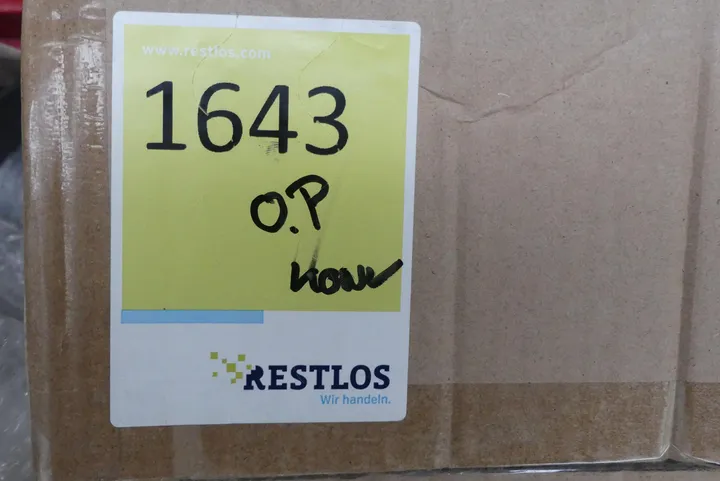 www.restlos.com
1643
O.P
RESTLOS
Wir handeln.